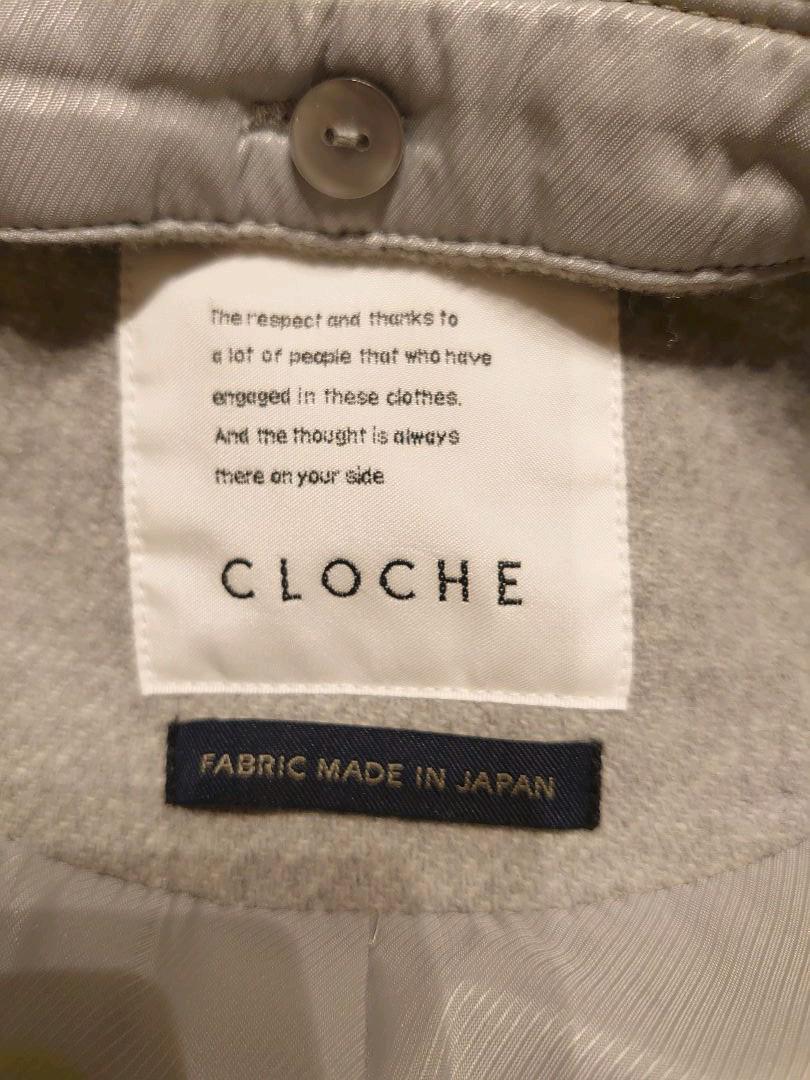 The respect and thanks to
a lot of people that who have
engaged in these clothes.
And the thought is always
there on your side
CLOCHE
FABRIC MADE IN JAPAN